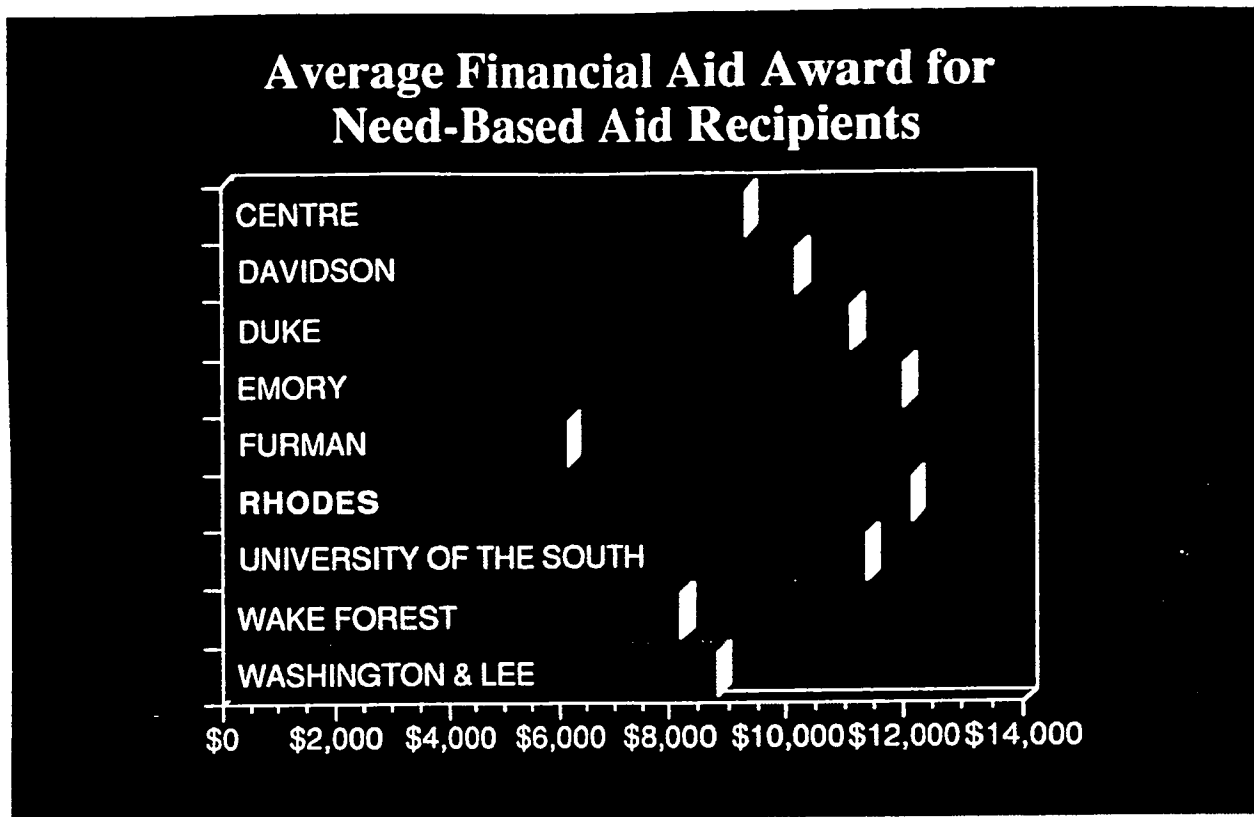 Average Financial Aid Award for
Need-Based Aid Recipients
CENTRE
DAVIDSON
DUKE
EMORY
FURMAN
RHODES
UNIVERSITY OF THE SOUTH
WAKE FOREST
WASHINGTON & LEE
$0 $2,000 $4,000 $6,000 $8,000 $10,000 $12,000 $14,000